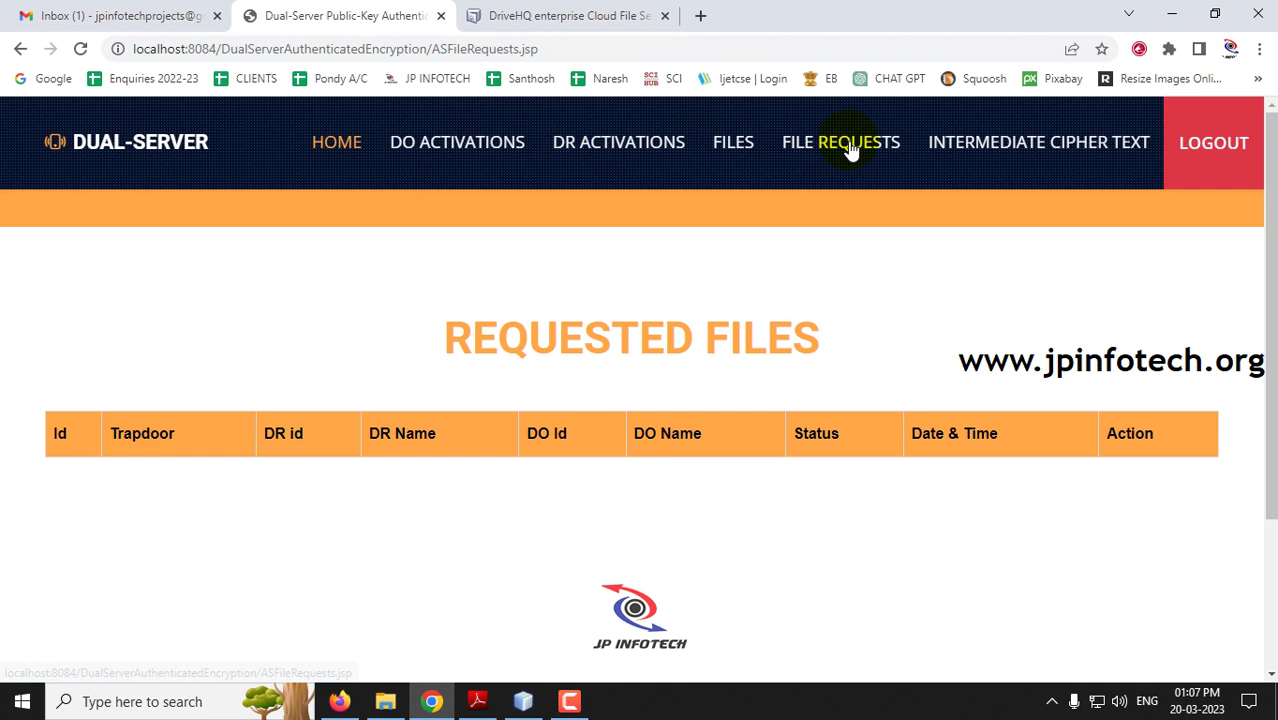 Inbox (1) - jpinfotechprojects@g
Dual-Server Public-Key Authentic
DriveHQ enterprise Cloud File Se
localhost:8084/DualServerAuthenticatedEncryption/ASFileRequests.jsp
Google
Enquiries 2022-23
CLIENTS
Pondy A/C
JP INFOTECH
Santhosh
Naresh
SCI HUB
SCI
Ijetcse | Login
EB
CHAT GPT
Squoosh
px
Pixabay
R
Resize Images Onli...
»
DUAL-SERVER
HOME
DO ACTIVATIONS
DR ACTIVATIONS
FILES
FILE REQUESTS
INTERMEDIATE CIPHER TEXT
LOGOUT
REQUESTED FILES
www.jpinfotech.org
Id
Trapdoor
DR id
DR Name
DO Id
DO Name
Status
Date & Time
Action
JP INFOTECH
localhost:8084/DualServerAuthenticatedEncryption/ASFileRequests.jsp
Type here to search
ENG
01:07 PM
20-03-2023